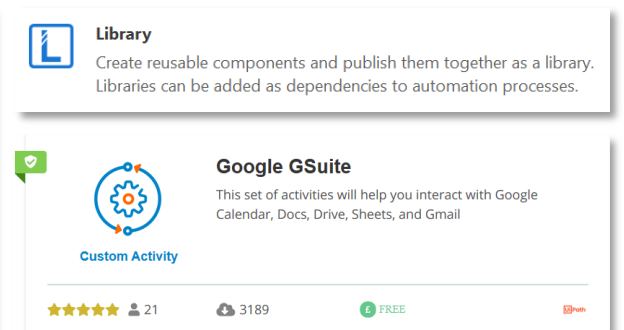 Library
Create reusable components and publish them together as a library.
Libraries can be added as dependencies to automation processes.
Google GSuite
This set of activities will help you interact with Google
Calendar, Docs, Drive, Sheets, and Gmail
Custom Activity
21
3189
£ FREE
UiPath